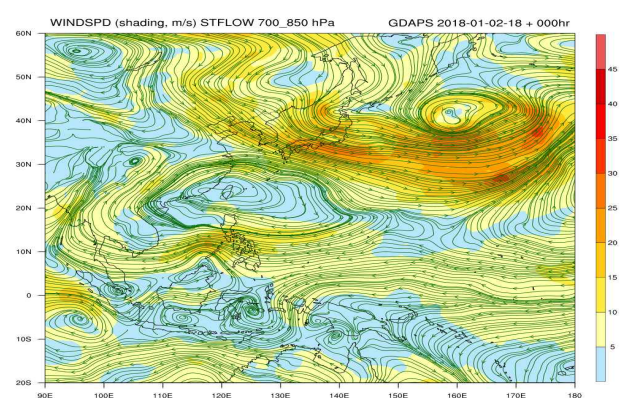 WINDSPD (shading, m/s) STFLOW 700_850 hPa GDAPS 2018-01-02-18 + 000hr
60N
50N
40N
30N
20N
10N
0
10S
20S
90E 100E 110E 120E 130E 140E 150E 160E 170E 180
45
40
35
30
25
20
15
10
5